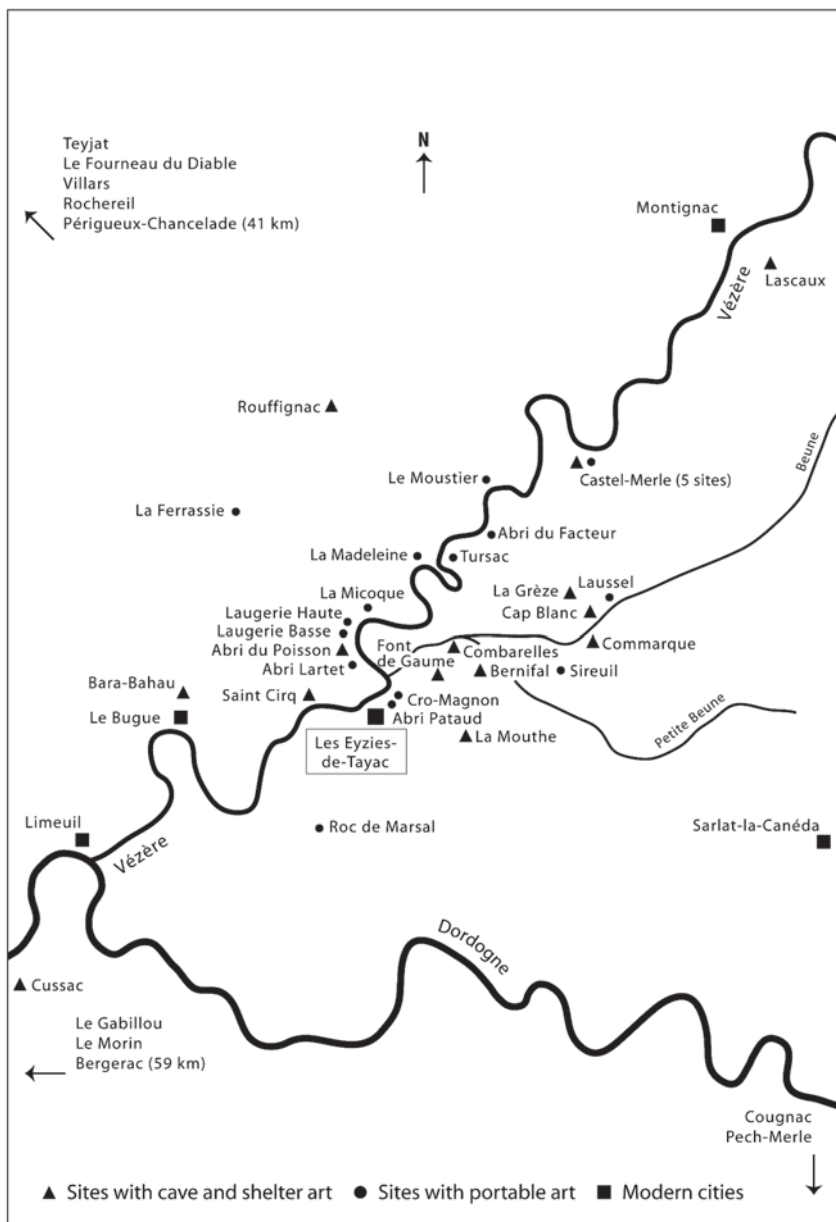 Teyjat
Le Fourneau du Diable
Villars
Rochereil
Périgueux-Chancelade (41 km)
N
Montignac
Lascaux
Vézère
Rouffignac
Beune
Le Moustier
Castel-Merle (5 sites)
La Ferrassie
Abri du Facteur
La Madeleine
Tursac
La Micoque
La Grèze
Laussel
Laugerie Haute
Cap Blanc
Laugerie Basse
Font
de Gaume
Combarelles
Commarque
Abri du Poisson
Abri Lartet
Bernifal
Sireuil
Bara-Bahau
Saint Cirq
Cro-Magnon
Le Bugue
Abri Pataud
Petite Beune
Les Eyzies-
de-Tayac
La Mouthe
Limeuil
Roc de Marsal
Sarlat-la-Canéda
Vézère
Dordogne
Cussac
Le Gabillou
Le Morin
Bergerac (59 km)
Cougnac
Pech-Merle
Sites with cave and shelter art
Sites with portable art
Modern cities